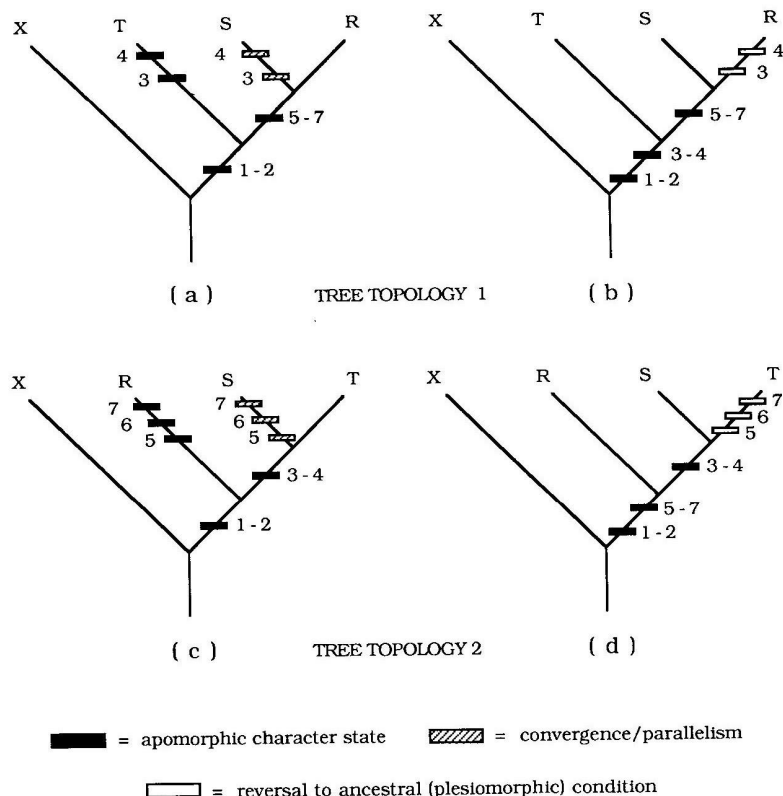 X T S R
4 4
3 3
5 - 7
1 - 2
( a )
X T S R
4
3
5 - 7
3 - 4
1 - 2
( b )
TREE TOPOLOGY 1
X R S T
7 7
6 6
5 5
3 - 4
1 - 2
( c )
X R S T
7
6
5
3 - 4
5 - 7
1 - 2
( d )
TREE TOPOLOGY 2
= apomorphic character state
= convergence/parallelism
= reversal to ancestral (plesiomorphic) condition